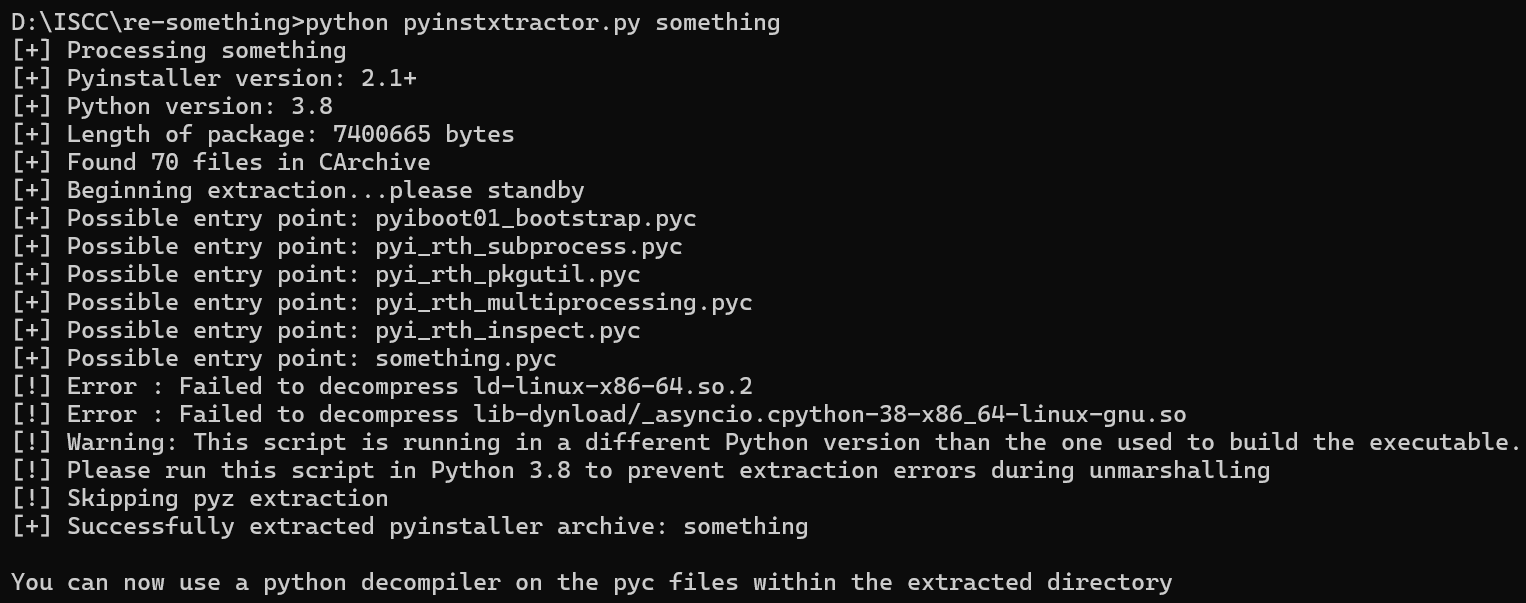 D:\ISCC\re-something>python pyinstxtractor.py something
[+] Processing something
[+] Pyinstaller version: 2.1+
[+] Python version: 3.8
[+] Length of package: 7400665 bytes
[+] Found 70 files in CArchive
[+] Beginning extraction...please standby
[+] Possible entry point: pyiboot01_bootstrap.pyc
[+] Possible entry point: pyi_rth_subprocess.pyc
[+] Possible entry point: pyi_rth_pkgutil.pyc
[+] Possible entry point: pyi_rth_multiprocessing.pyc
[+] Possible entry point: pyi_rth_inspect.pyc
[+] Possible entry point: something.pyc
[!] Error : Failed to decompress ld-linux-x86-64.so.2
[!] Error : Failed to decompress lib-dynload/_asyncio.cpython-38-x86_64-linux-gnu.so
[!] Warning: This script is running in a different Python version than the one used to build the executable.
[!] Please run this script in Python 3.8 to prevent extraction errors during unmarshalling
[!] Skipping pyz extraction
[+] Successfully extracted pyinstaller archive: something
You can now use a python decompiler on the pyc files within the extracted directory